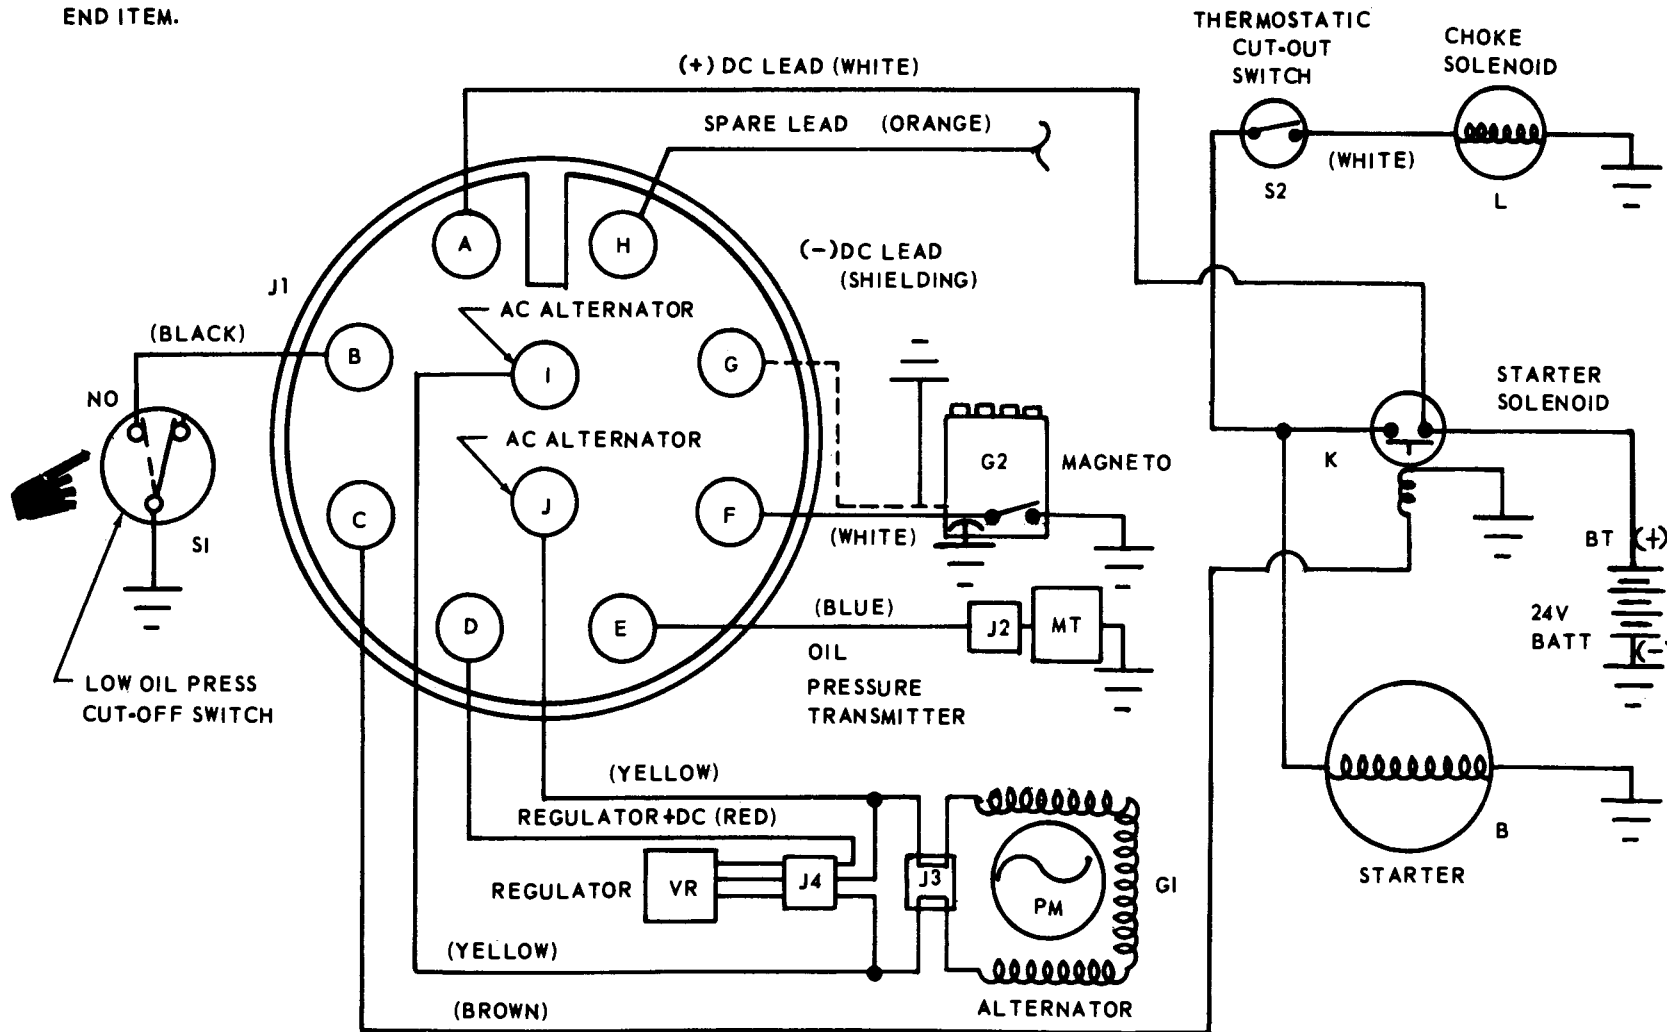 END ITEM.
THERMOSTATIC
CUT-OUT
SWITCH
CHOKE
SOLENOID
(+) DC LEAD (WHITE)
SPARE LEAD (ORANGE)
(WHITE)
S2
L
A
H
(-)DC LEAD
(SHIELDING)
J1
AC ALTERNATOR
(BLACK)
B
I
G
NO
STARTER
SOLENOID
AC ALTERNATOR
K
G2
MAGNETO
C
J
F
(WHITE)
S1
BT
(+)
24V
BATT
(-)
D
E
(BLUE)
J2
MT
OIL
PRESSURE
TRANSMITTER
LOW OIL PRESS
CUT-OFF SWITCH
(YELLOW)
REGULATOR+DC (RED)
B
STARTER
REGULATOR
VR
J4
J3
PM
G1
(YELLOW)
ALTERNATOR
(BROWN)